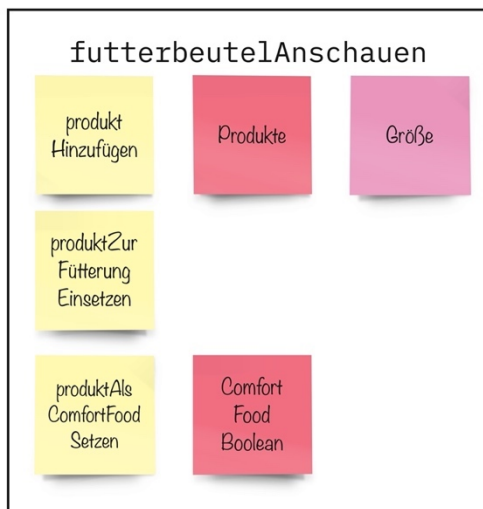 futterbeutelAnschauen
produkt
Hinzufügen
Produkte
Größe
produktZur
Fütterung
Einsetzen
produktAls
ComfortFood
Setzen
Comfort
Food
Boolean